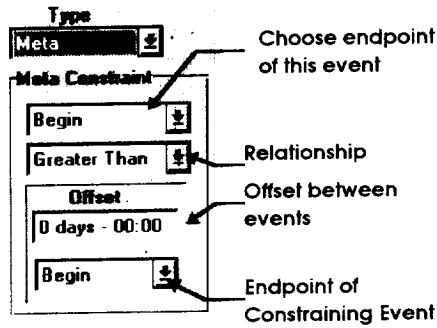 Type
Meta
Meta Constraint
Begin
Greater Than
Offset
0 days - 00:00
Begin
Choose endpoint
of this event
Relationship
Offset between
events
Endpoint of
Constraining Event